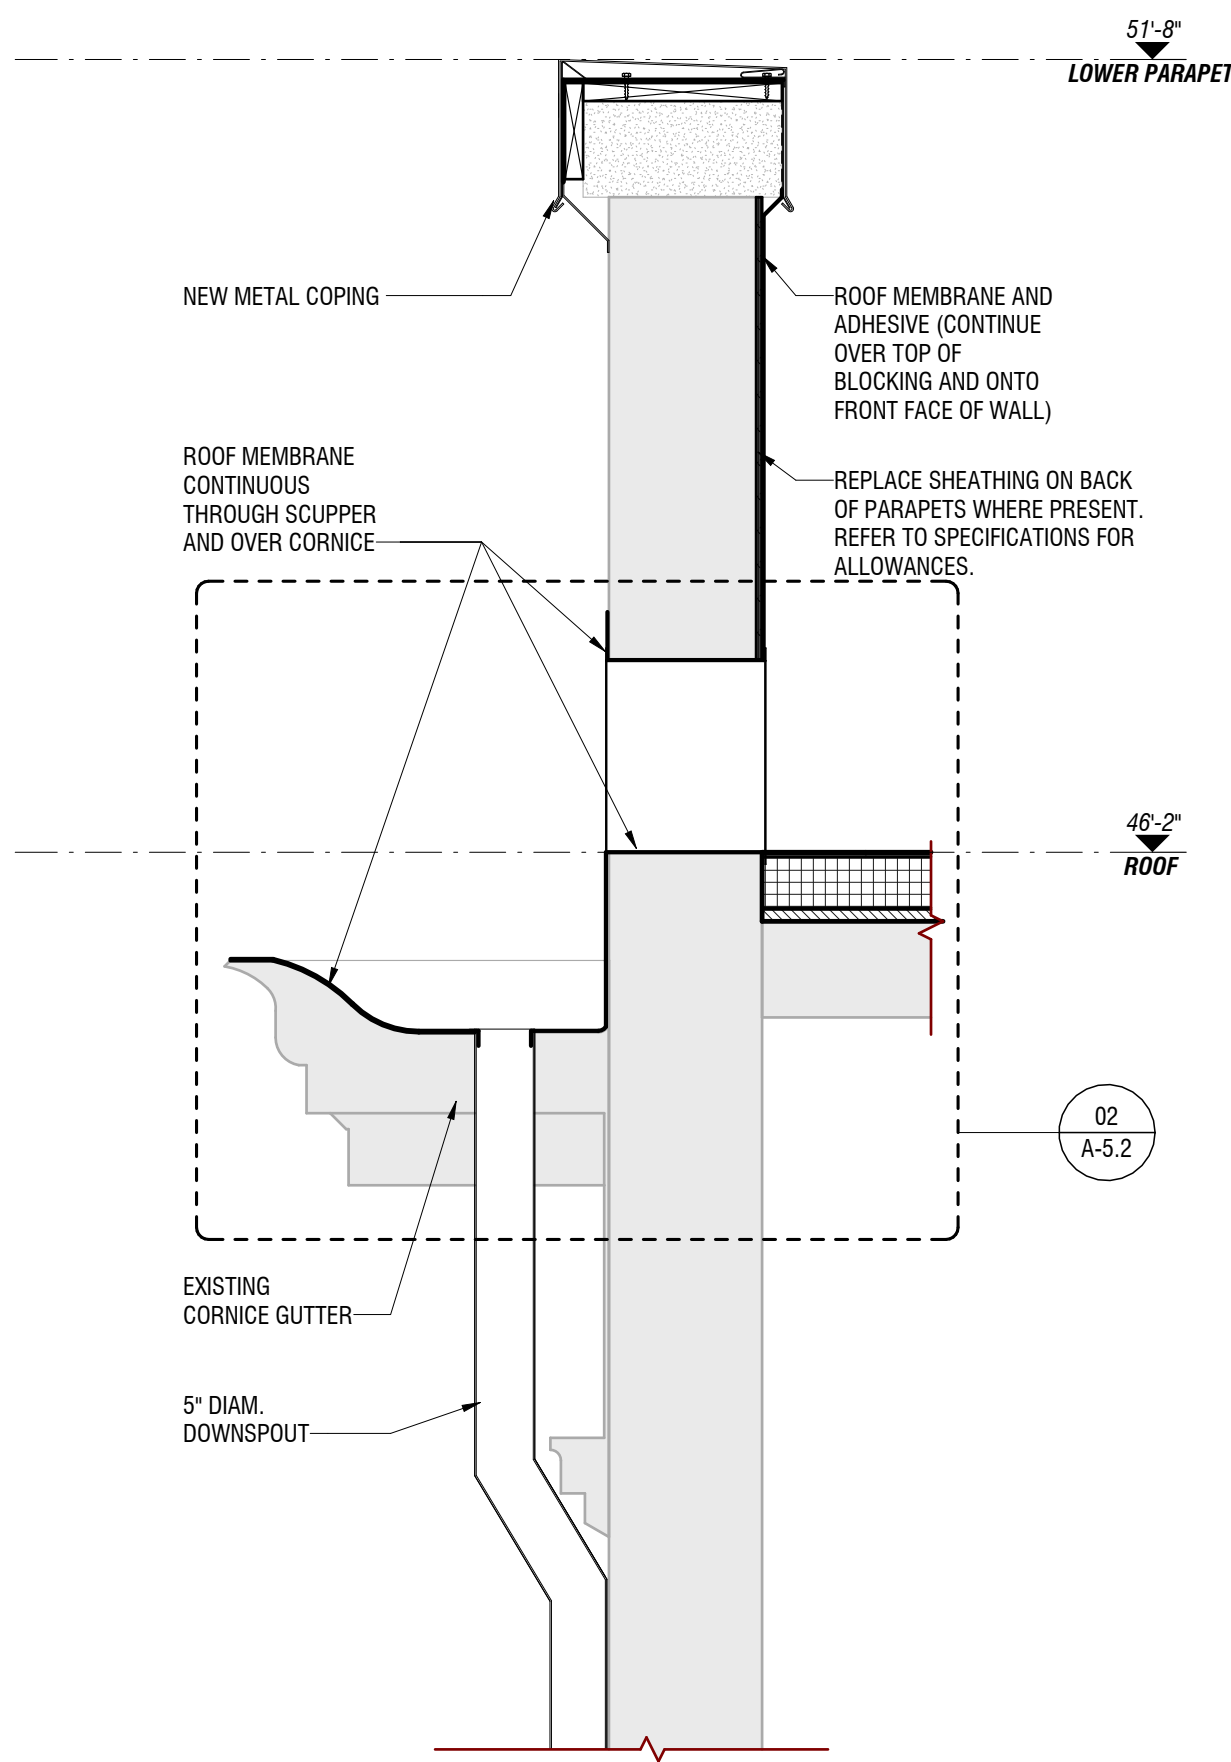 51'-8"
LOWER PARAPET
NEW METAL COPING
ROOF MEMBRANE AND
ADHESIVE (CONTINUE
OVER TOP OF
BLOCKING AND ONTO
FRONT FACE OF WALL)
ROOF MEMBRANE
CONTINUOUS
THROUGH SCUPPER
AND OVER CORNICE
REPLACE SHEATHING ON BACK
OF PARAPETS WHERE PRESENT.
REFER TO SPECIFICATIONS FOR
ALLOWANCES.
46'-2"
ROOF
02
A-5.2
EXISTING
CORNICE GUTTER
5" DIAM.
DOWNSPOUT